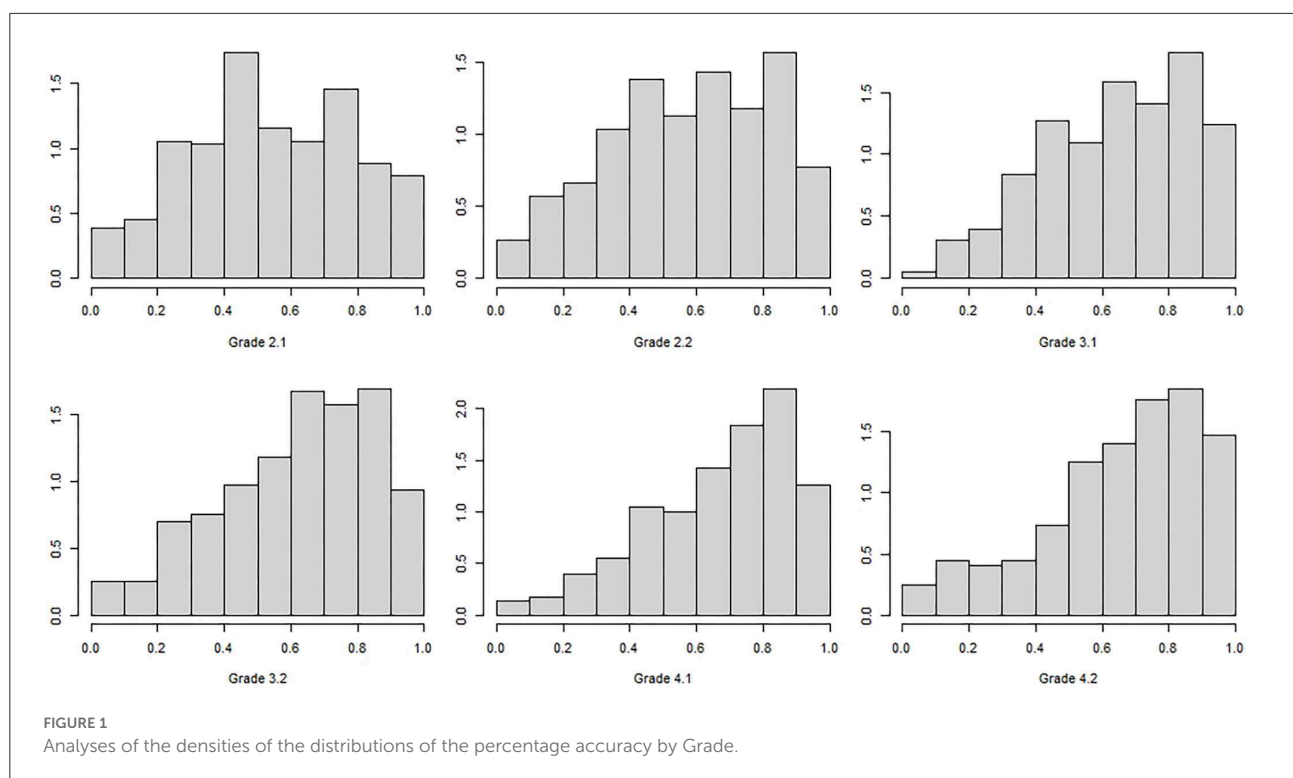 0.0 0.5 1.0 1.5
0.0 0.2 0.4 0.6 0.8 1.0
Grade 2.1
0.0 0.5 1.0 1.5
0.0 0.2 0.4 0.6 0.8 1.0
Grade 2.2
0.0 0.5 1.0 1.5
0.0 0.2 0.4 0.6 0.8 1.0
Grade 3.1
0.0 0.5 1.0 1.5
0.0 0.2 0.4 0.6 0.8 1.0
Grade 3.2
0.0 0.5 1.0 1.5 2.0
0.0 0.2 0.4 0.6 0.8 1.0
Grade 4.1
0.0 0.5 1.0 1.5
0.0 0.2 0.4 0.6 0.8 1.0
Grade 4.2
FIGURE 1
Analyses of the densities of the distributions of the percentage accuracy by Grade.